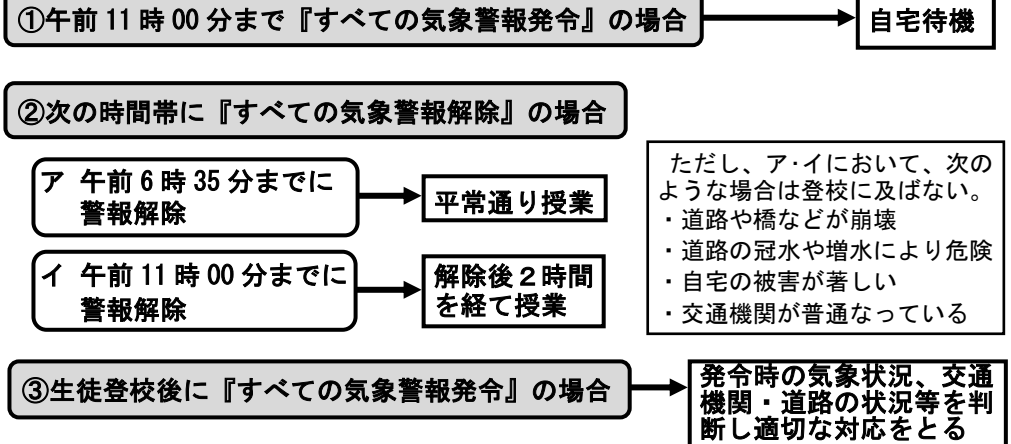 ①午前11時00分まで『すべての気象警報発令』の場合
自宅待機
②次の時間帯に『すべての気象警報解除』の場合
ア 午前6時35分までに
警報解除
平常通り授業
イ 午前11時00分までに
警報解除
解除後２時間
を経て授業
ただし、ア･イにおいて、次の
ような場合は登校に及ばない。
・道路や橋などが崩壊
・道路の冠水や増水により危険
・自宅の被害が著しい
・交通機関が普通なっている
③生徒登校後に『すべての気象警報発令』の場合
発令時の気象状況、交通
機関・道路の状況等を判
断し適切な対応をとる